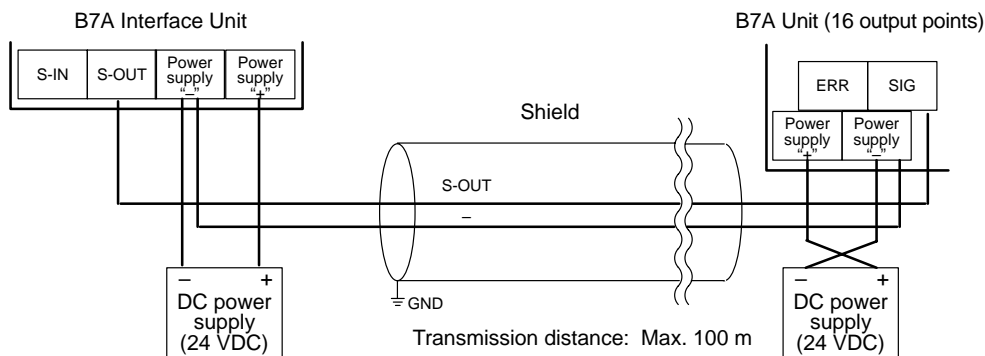 B7A Interface Unit
B7A Unit (16 output points)
S-IN
S-OUT
Power
supply
“–”
Power
supply
“+”
ERR
SIG
Power
supply
“+”
Power
supply
“–”
Shield
S-OUT
–
GND
– +
DC power
supply
(24 VDC)
Transmission distance: Max. 100 m
– +
DC power
supply
(24 VDC)